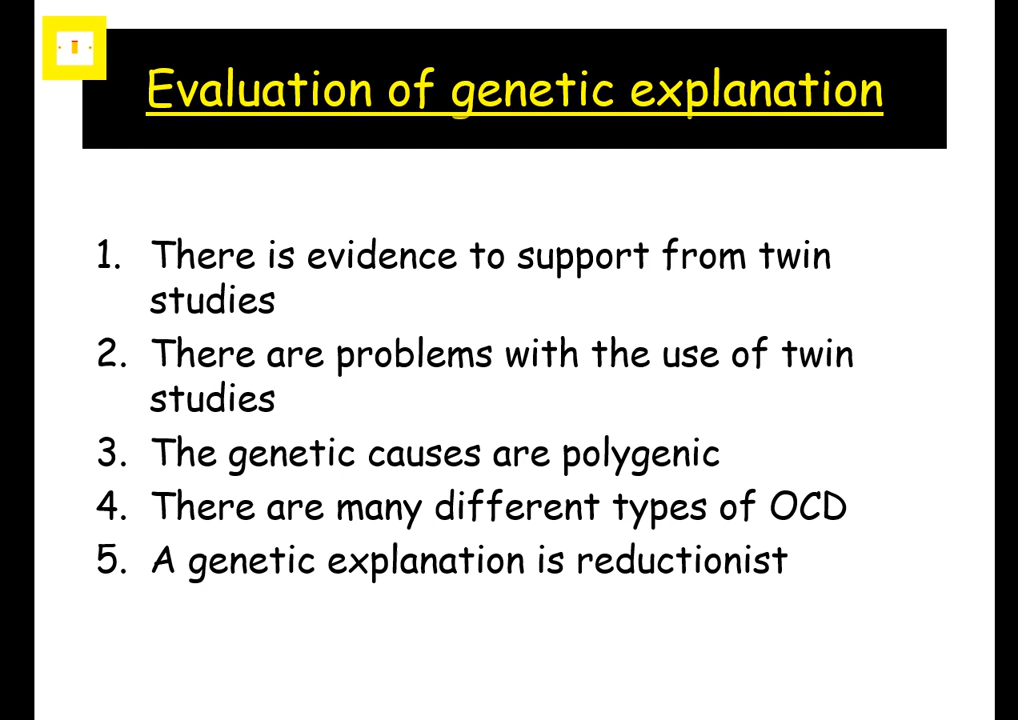 Evaluation of genetic explanation
1. There is evidence to support from twin
studies
2. There are problems with the use of twin
studies
3. The genetic causes are polygenic
4. There are many different types of OCD
5. A genetic explanation is reductionist